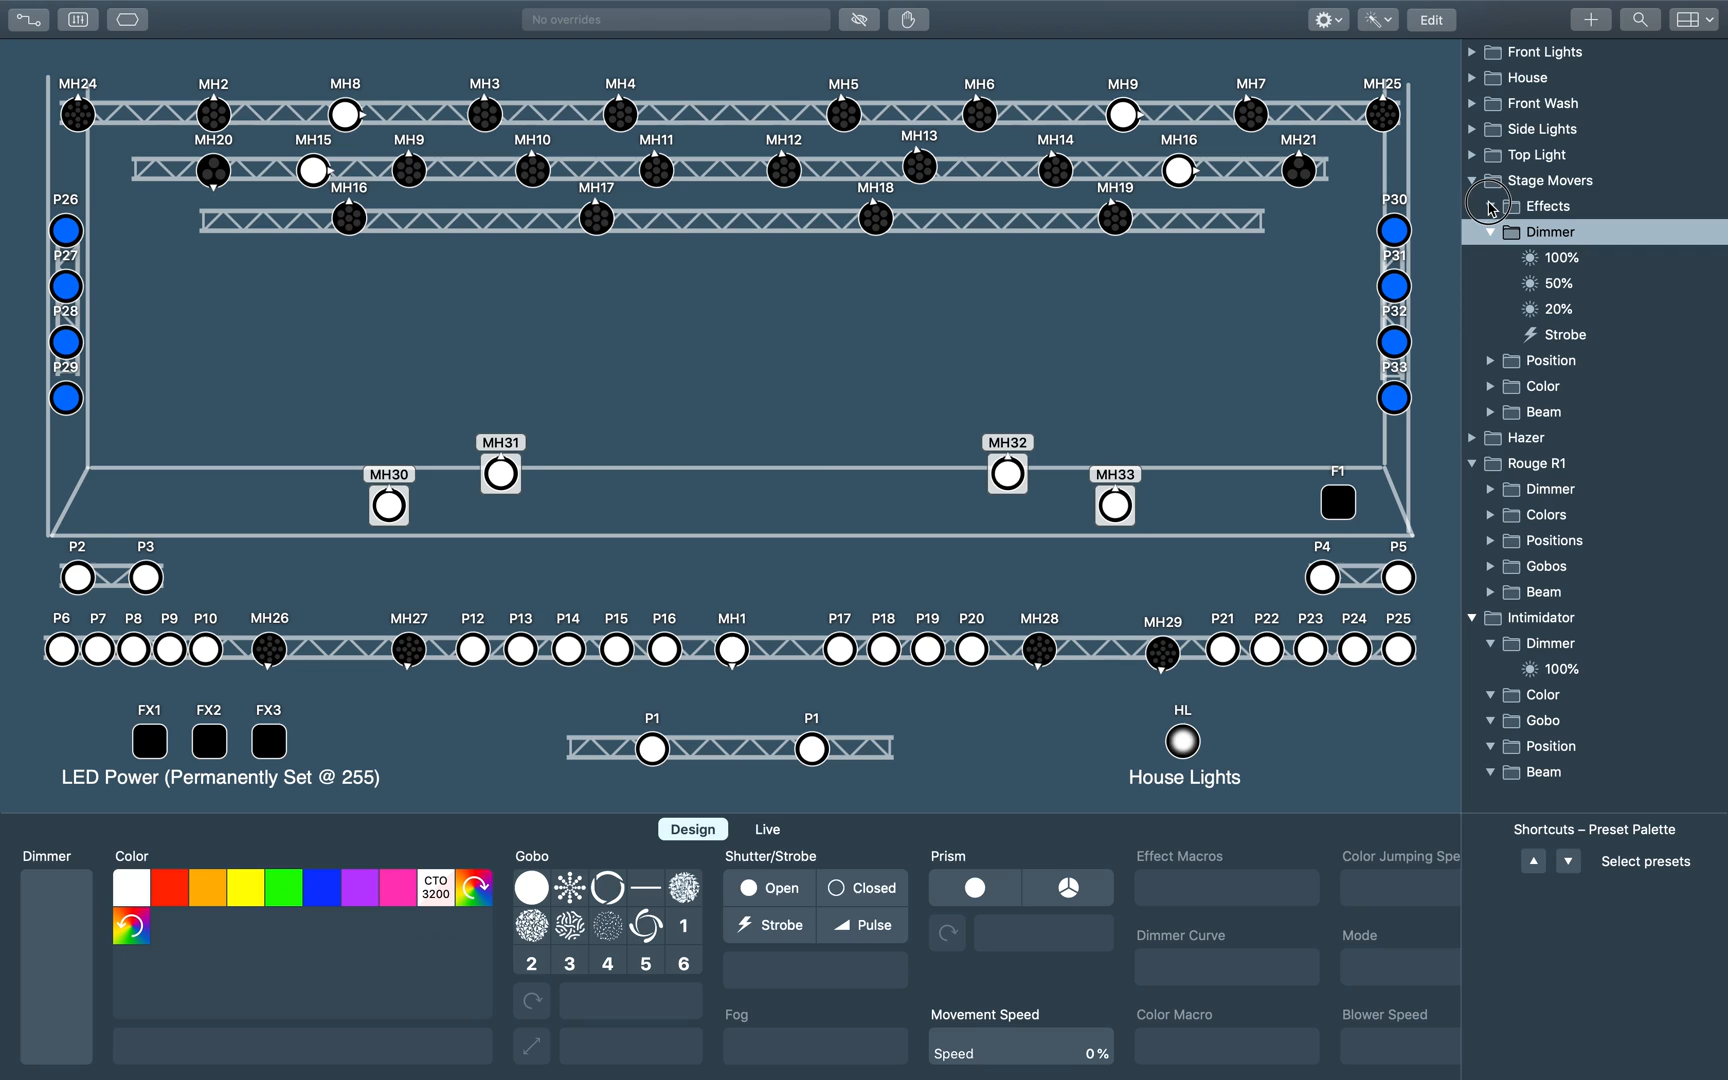 No overrides
Edit
MH24 MH2 MH8 MH3 MH4 MH5 MH6 MH9 MH7 MH25
MH20 MH15 MH9 MH10 MH11 MH12 MH13 MH14 MH16 MH21
MH16 MH17 MH18 MH19
P26 P30
P27 P31
P28 P32
P29 P33
MH31 MH32
MH30 MH33 F1
P2 P3 P4 P5
P6 P7 P8 P9 P10 MH26 MH27 P12 P13 P14 P15 P16 MH1 P17 P18 P19 P20 MH28 MH29 P21 P22 P23 P24 P25
FX1 FX2 FX3 P1 P1 HL
LED Power (Permanently Set @ 255) House Lights
Front Lights
House
Front Wash
Side Lights
Top Light
Stage Movers
Effects
Dimmer
100%
50%
20%
Strobe
Position
Color
Beam
Hazer
Rouge R1
Dimmer
Colors
Positions
Gobos
Beam
Intimidator
Dimmer
100%
Color
Gobo
Position
Beam
Design Live
Dimmer
Color
CTO
3200
Gobo
1
2 3 4 5 6
Shutter/Strobe
Open Closed
Strobe Pulse
Fog
Prism
Movement Speed
Speed 0%
Effect Macros
Dimmer Curve
Color Macro
Color Jumping Spe
Mode
Blower Speed
Shortcuts – Preset Palette
Select presets